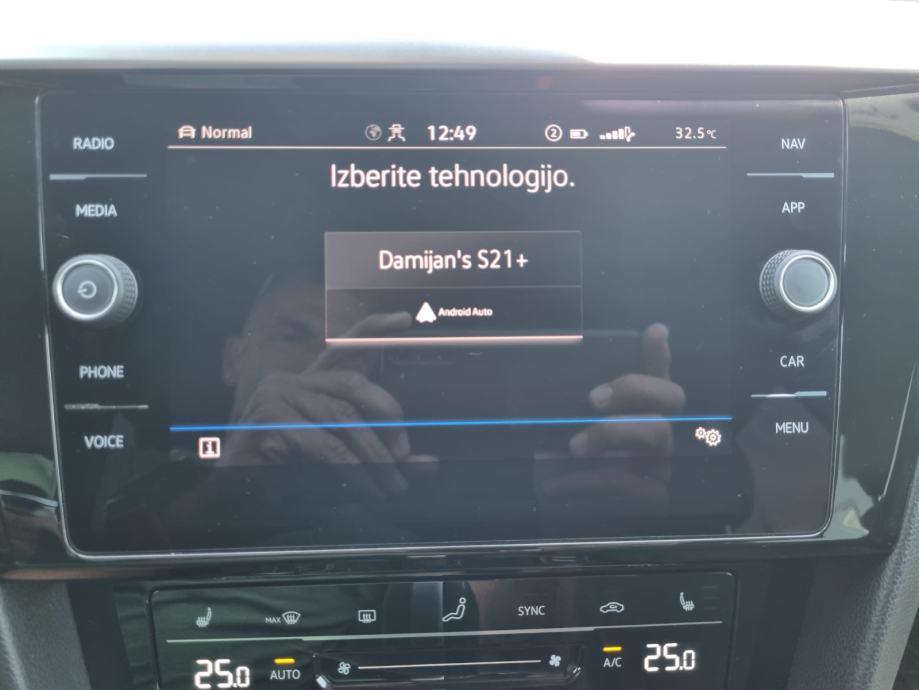 RADIO
MEDIA
PHONE
VOICE
Normal
12:49
2
32.5°C
Izberite tehnologijo.
Damijan's S21+
Android Auto
i
NAV
APP
CAR
MENU
MAX
SYNC
25.0
AUTO
A/C
25.0